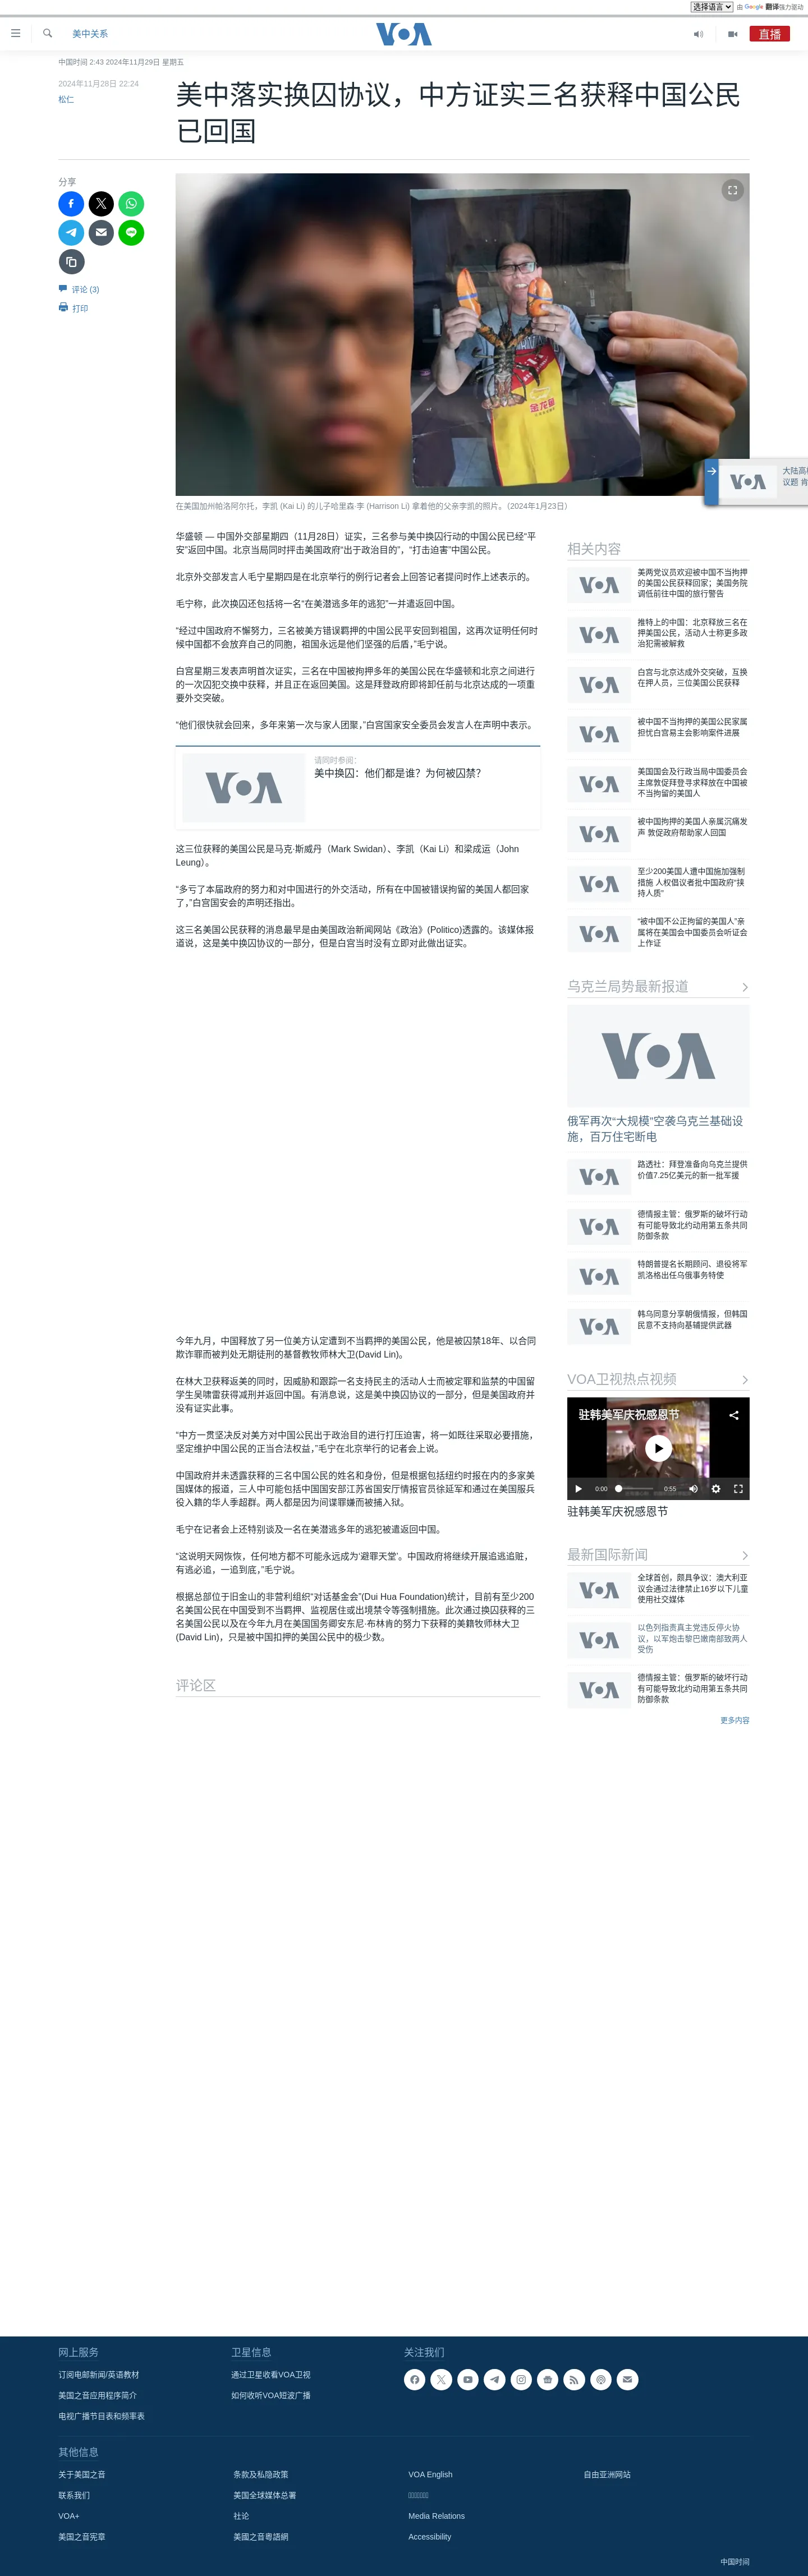 选择语言 由 Google 翻译强力驱动
美中关系
VOA
直播
中国时间 2:43 2024年11月29日 星期五
2024年11月28日 22:24
松仁
美中落实换囚协议，中方证实三名获释中国公民
已回国
分享
评论 (3)
打印
金龙鱼
在美国加州帕洛阿尔托，李凯 (Kai Li) 的儿子哈里森·李 (Harrison Li) 拿着他的父亲李凯的照片。（2024年1月23日）
VOA
大陆高
议题 肯
华盛顿 — 中国外交部星期四（11月28日）证实，三名参与美中换囚行动的中国公民已经“平
安”返回中国。北京当局同时抨击美国政府“出于政治目的”，“打击迫害”中国公民。
北京外交部发言人毛宁星期四是在北京举行的例行记者会上回答记者提问时作上述表示的。
毛宁称，此次换囚还包括将一名“在美潜逃多年的逃犯”一并遣返回中国。
“经过中国政府不懈努力，三名被美方错误羁押的中国公民平安回到祖国，这再次证明任何时
候中国都不会放弃自己的同胞，祖国永远是他们坚强的后盾，”毛宁说。
白宫星期三发表声明首次证实，三名在中国被拘押多年的美国公民在华盛顿和北京之间进行
的一次囚犯交换中获释，并且正在返回美国。这是拜登政府即将卸任前与北京达成的一项重
要外交突破。
“他们很快就会回来，多年来第一次与家人团聚，”白宫国家安全委员会发言人在声明中表示。
VOA
请同时参阅：
美中换囚：他们都是谁？为何被囚禁？
这三位获释的美国公民是马克·斯威丹（Mark Swidan）、李凯（Kai Li）和梁成运（John
Leung）。
“多亏了本届政府的努力和对中国进行的外交活动，所有在中国被错误拘留的美国人都回家
了，”白宫国安会的声明还指出。
这三名美国公民获释的消息最早是由美国政治新闻网站《政治》(Politico)透露的。该媒体报
道说，这是美中换囚协议的一部分，但是白宫当时没有立即对此做出证实。
今年九月，中国释放了另一位美方认定遭到不当羁押的美国公民，他是被囚禁18年、以合同
欺诈罪而被判处无期徒刑的基督教牧师林大卫(David Lin)。
在林大卫获释返美的同时，因威胁和跟踪一名支持民主的活动人士而被定罪和监禁的中国留
学生吴啸雷获得减刑并返回中国。有消息说，这是美中换囚协议的一部分，但是美国政府并
没有证实此事。
“中方一贯坚决反对美方对中国公民出于政治目的进行打压迫害，将一如既往采取必要措施，
坚定维护中国公民的正当合法权益，”毛宁在北京举行的记者会上说。
中国政府并未透露获释的三名中国公民的姓名和身份，但是根据包括纽约时报在内的多家美
国媒体的报道，三人中可能包括中国国安部江苏省国安厅情报官员徐延军和通过在美国服兵
役入籍的华人季超群。两人都是因为间谍罪嫌而被捕入狱。
毛宁在记者会上还特别谈及一名在美潜逃多年的逃犯被遣返回中国。
“这说明天网恢恢，任何地方都不可能永远成为‘避罪天堂’。中国政府将继续开展追逃追赃，
有逃必追，一追到底，”毛宁说。
根据总部位于旧金山的非营利组织“对话基金会”(Dui Hua Foundation)统计，目前有至少200
名美国公民在中国受到不当羁押、监视居住或出境禁令等强制措施。此次通过换囚获释的三
名美国公民以及在今年九月在美国国务卿安东尼·布林肯的努力下获释的美籍牧师林大卫
(David Lin)，只是被中国扣押的美国公民中的极少数。
评论区
相关内容
VOA
美两党议员欢迎被中国不当拘押
的美国公民获释回家；美国务院
调低前往中国的旅行警告
VOA
推特上的中国：北京释放三名在
押美国公民，活动人士称更多政
治犯需被解救
VOA
白宫与北京达成外交突破，互换
在押人员，三位美国公民获释
VOA
被中国不当拘押的美国公民家属
担忧白宫易主会影响案件进展
VOA
美国国会及行政当局中国委员会
主席敦促拜登寻求释放在中国被
不当拘留的美国人
VOA
被中国拘押的美国人亲属沉痛发
声 敦促政府帮助家人回国
VOA
至少200美国人遭中国施加强制
措施 人权倡议者批中国政府“挟
持人质”
VOA
“被中国不公正拘留的美国人”亲
属将在美国会中国委员会听证会
上作证
VOA
乌克兰局势最新报道
VOA
俄军再次“大规模”空袭乌克兰基础设
施，百万住宅断电
VOA
路透社：拜登准备向乌克兰提供
价值7.25亿美元的新一批军援
VOA
德情报主管：俄罗斯的破坏行动
有可能导致北约动用第五条共同
防御条款
VOA
特朗普提名长期顾问、退役将军
凯洛格出任乌俄事务特使
VOA
韩乌同意分享朝俄情报，但韩国
民意不支持向基辅提供武器
VOA
VOA卫视热点视频
驻韩美军庆祝感恩节
0:00 0:55
驻韩美军庆祝感恩节
最新国际新闻
VOA
全球首创，颇具争议：澳大利亚
议会通过法律禁止16岁以下儿童
使用社交媒体
VOA
以色列指责真主党违反停火协
议，以军炮击黎巴嫩南部致两人
受伤
VOA
德情报主管：俄罗斯的破坏行动
有可能导致北约动用第五条共同
防御条款
更多内容
网上服务
订阅电邮新闻/英语教材
美国之音应用程序简介
电视广播节目表和频率表
卫星信息
通过卫星收看VOA卫视
如何收听VOA短波广播
关注我们
其他信息
关于美国之音
联系我们
VOA+
美国之音宪章
条款及私隐政策
美国全球媒体总署
社论
美國之音粵語網
VOA English
Media Relations
Accessibility
自由亚洲网站
中国时间